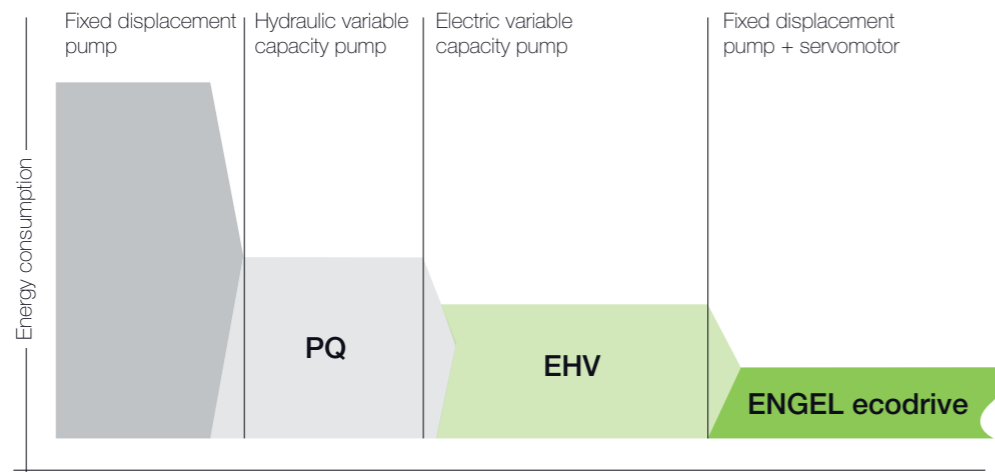 Fixed displacement
pump
Hydraulic variable
capacity pump
Electric variable
capacity pump
Fixed displacement
pump + servomotor
Energy consumption
PQ
EHV
ENGEL ecodrive